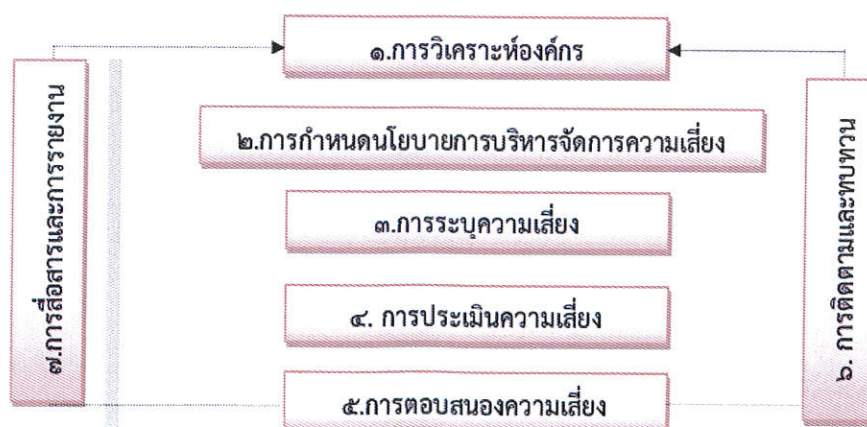 ๑.การวิเคราะห์องค์กร
๒.การกำหนดนโยบายการบริหารจัดการความเสี่ยง
๓.การระบุความเสี่ยง
๔. การประเมินความเสี่ยง
๕.การตอบสนองความเสี่ยง
๖. การติดตามและทบทวน
๗.การสื่อสารและการรายงาน